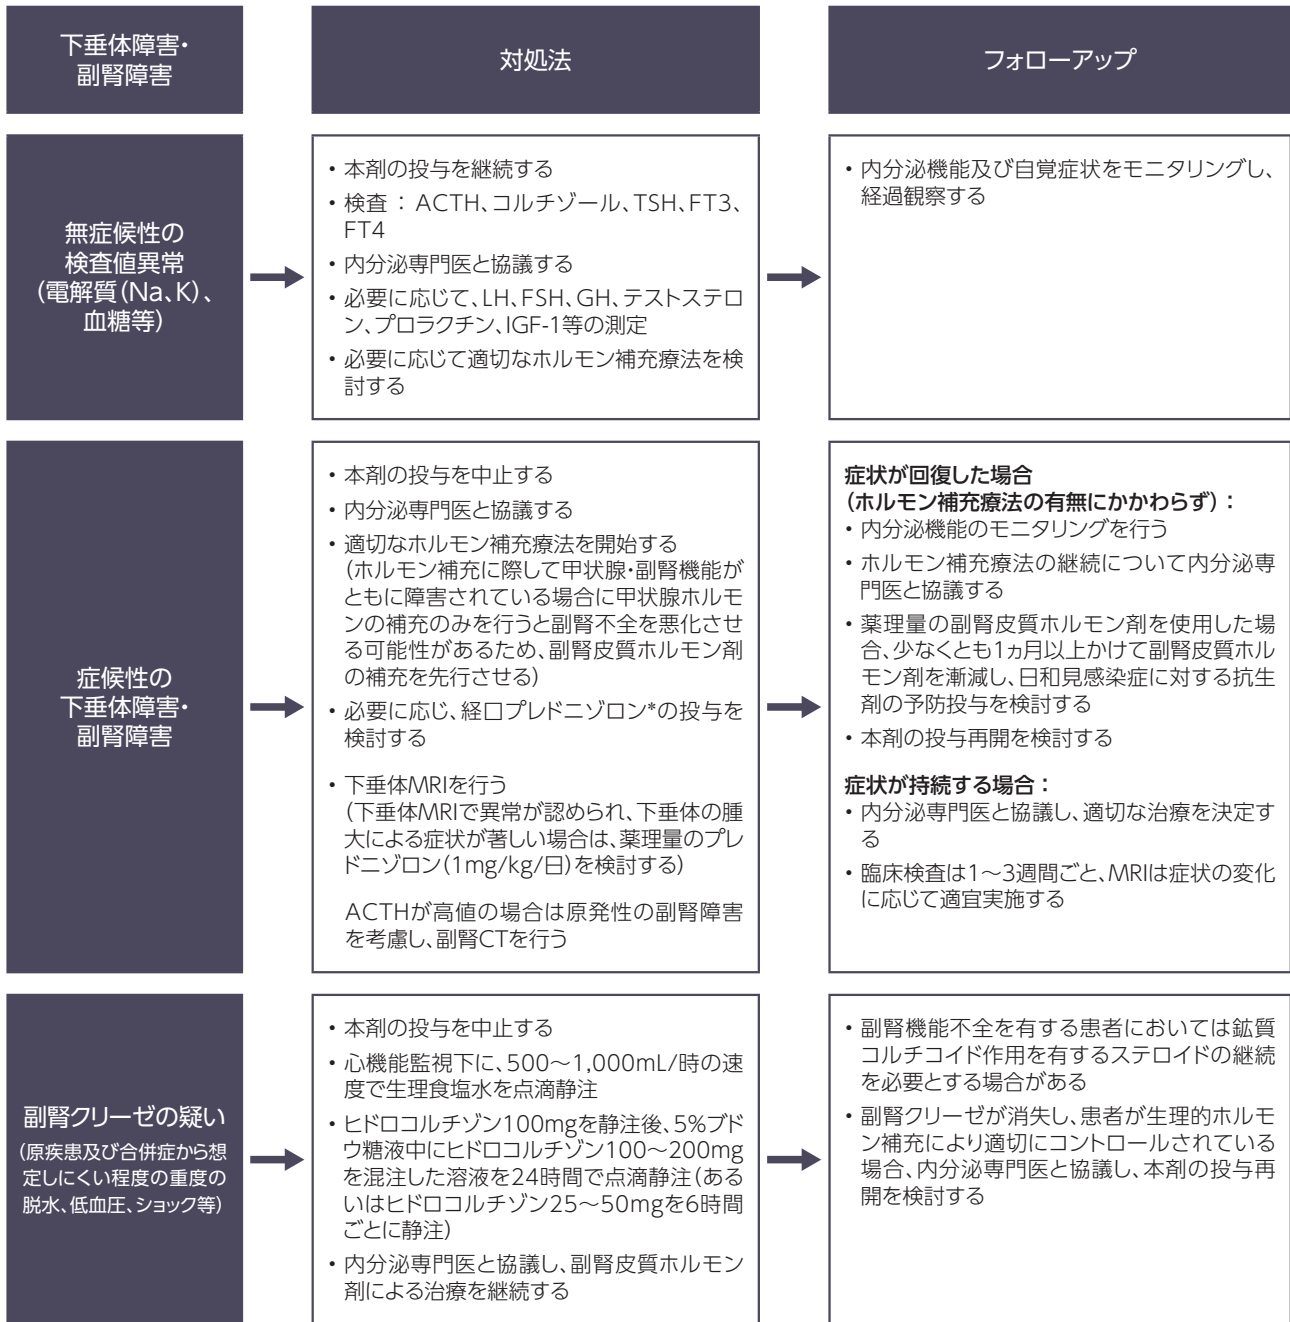 下垂体障害・
副腎障害
対処法
フォローアップ
無症候性の
検査値異常
（電解質（Na、K）、
血糖等）
・本剤の投与を継続する
・検査 ： ACTH、コルチゾール、TSH、FT3、
FT4
・内分泌専門医と協議する
・必要に応じて、LH、FSH、GH、テストステロ
ン、プロラクチン、IGF-1等の測定
・必要に応じて適切なホルモン補充療法を検
討する
・内分泌機能及び自覚症状をモニタリングし、
経過観察する
症候性の
下垂体障害・
副腎障害
・本剤の投与を中止する
・内分泌専門医と協議する
・適切なホルモン補充療法を開始する
（ホルモン補充に際して甲状腺・副腎機能が
ともに障害されている場合に甲状腺ホルモ
ンの補充のみを行うと副腎不全を悪化させ
る可能性があるため、副腎皮質ホルモン剤
の補充を先行させる）
・必要に応じ、経口プレドニゾロン*の投与を
検討する
・下垂体MRIを行う
（下垂体MRIで異常が認められ、下垂体の腫
大による症状が著しい場合は、薬理量のプレ
ドニゾロン（1mg/kg/日）を検討する）
ACTHが高値の場合は原発性の副腎障害
を考慮し、副腎CTを行う
症状が回復した場合
（ホルモン補充療法の有無にかかわらず）：
・内分泌機能のモニタリングを行う
・ホルモン補充療法の継続について内分泌専
門医と協議する
・薬理量の副腎皮質ホルモン剤を使用した場
合、少なくとも1ヵ月以上かけて副腎皮質ホル
モン剤を漸減し、日和見感染症に対する抗生
剤の予防投与を検討する
・本剤の投与再開を検討する
症状が持続する場合：
・内分泌専門医と協議し、適切な治療を決定す
る
・臨床検査は1～3週間ごと、MRIは症状の変化
に応じて適宜実施する
副腎クリーゼの疑い
（原疾患及び合併症から想
定しにくい程度の重度の
脱水、低血圧、ショック等）
・本剤の投与を中止する
・心機能監視下に、500～1,000mL/時の速
度で生理食塩水を点滴静注
・ヒドロコルチゾン100mgを静注後、5%ブド
ウ糖液中にヒドロコルチゾン100～200mg
を混注した溶液を24時間で点滴静注（ある
いはヒドロコルチゾン25～50mgを6時間
ごとに静注）
・内分泌専門医と協議し、副腎皮質ホルモン
剤による治療を継続する
・副腎機能不全を有する患者においては鉱質
コルチコイド作用を有するステロイドの継続
を必要とする場合がある
・副腎クリーゼが消失し、患者が生理的ホルモ
ン補充により適切にコントロールされている
場合、内分泌専門医と協議し、本剤の投与再
開を検討する